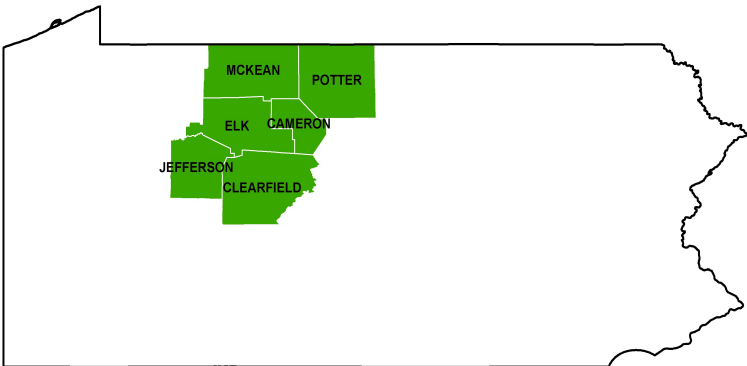 MCKEAN
POTTER
ELK
CAMERON
JEFFERSON
CLEARFIELD